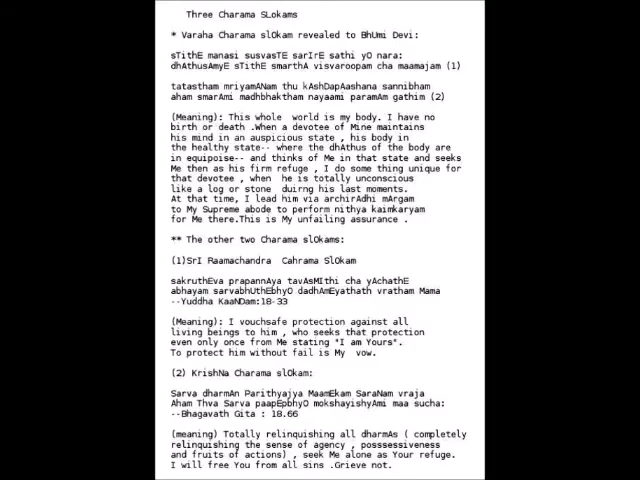 Three Charama SLokams
* Varaha Charama slOkam revealed to BhUmi Devi:
sTithE manasi susvasTE sarIrE sathi yO nara:
dhAthusAmyE sTithE smarthA visvaroopam cha maamajam (1)
tatastham mriyamANam thu kAshDapAashana sannibham
aham smarAmi madhbhaktham nayaami paramAm gathim (2)
(Meaning): This whole world is my body. I have no
birth or death .When a devotee of Mine maintains
his mind in an auspicious state , his body in
the healthy state-- where the dhAthus of the body are
in equipoise-- and thinks of Me in that state and seeks
Me then as his firm refuge , I do some thing unique for
that devotee , when he is totally unconscious
like a log or stone duirng his last moments.
At that time, I lead him via archirAdhi mArgam
to My Supreme abode to perform nithya kaimkaryam
for Me there.This is My unfailing assurance .
** The other two Charama slOkams:
(1)SrI Raamachandra Cahrama SlOkam
sakruthEva prapannAya tavAsMIthi cha yAchathE
abhayam sarvabhUthEbhyO dadhAmEyathath vratham Mama
--Yuddha KaaNDam:18-33
(Meaning): I vouchsafe protection against all
living beings to him , who seeks that protection
even only once from Me stating "I am Yours".
To protect him without fail is My vow.
(2) KrishNa Charama slOkam:
Sarva dharmAn Parithyajya MaamEkam SaraNam vraja
Aham Thva Sarva paapEpbhyO mokshayishyAmi maa sucha:
--Bhagavath Gita : 18.66
(meaning) Totally relinquishing all dharmAs ( completely
relinquishing the sense of agency , posssessiveness
and fruits of actions) , seek Me alone as Your refuge.
I will free You from all sins .Grieve not.